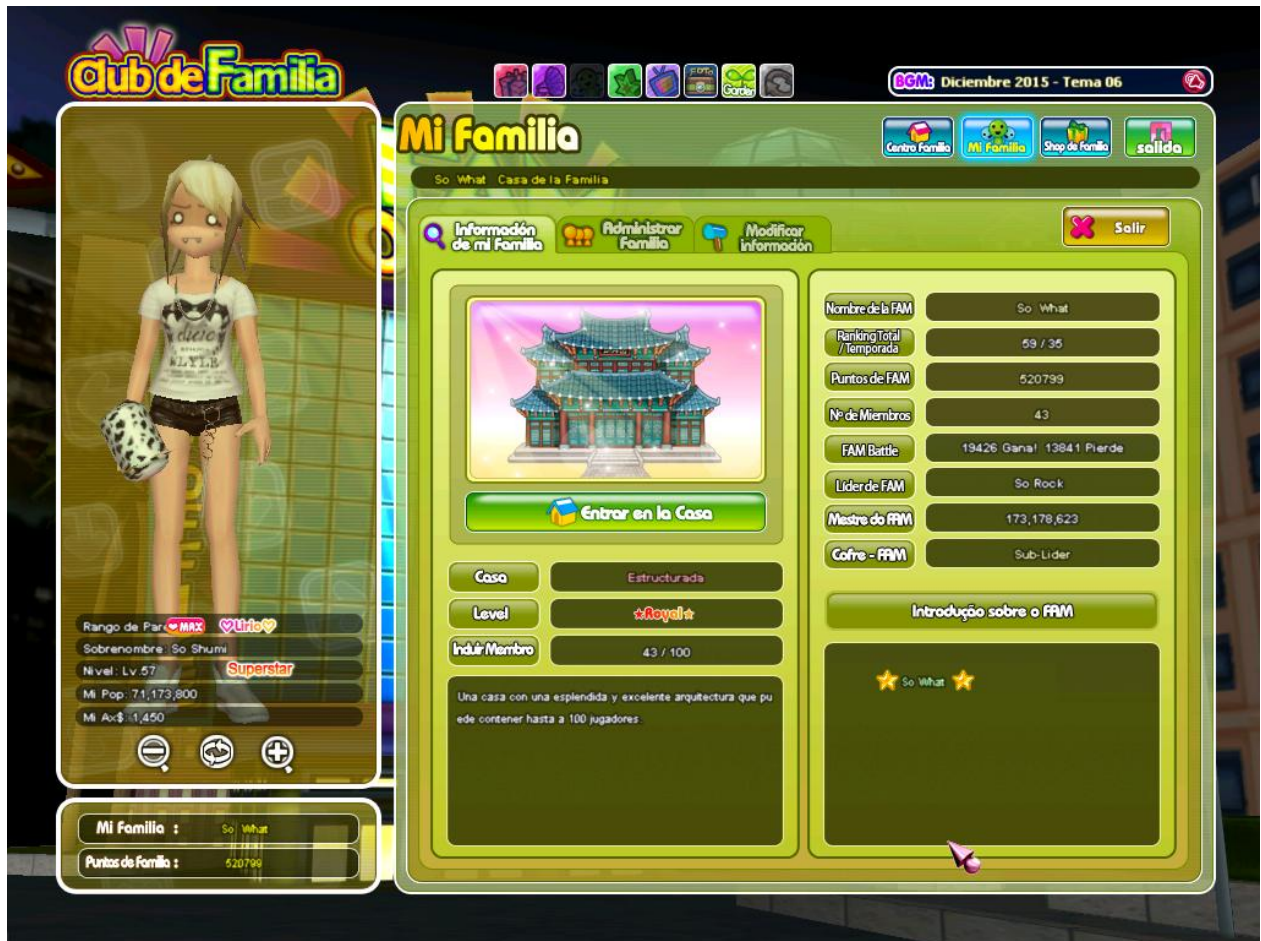 Club de Familia
FOTO
Garden
BGM: Diciembre 2015 - Tema 06
Mi Familia
Centro Familia
Mi Familia
Shop de Familia
salida
So What Casa de la Familia
Información
de mi Familia
Administrar
Familia
Modificar
información
Salir
Entrar en la Casa
Casa
Estructurada
Level
★Royal★
Induir Membro
43 / 100
Una casa con una esplendida y excelente arquitectura que pu
ede contener hasta a 100 jugadores.
Nombre de la FAM
So What
Ranking Total
/ Temporada
59 / 35
Puntos de FAM
520799
Nº de Miembros
43
FAM Battle
19426 Gana! 13841 Pierde
Líder de FAM
So Rock
Mestre do FAM
173,178,623
Cofre - FAM
Sub-Lider
Introdução sobre o FAM
So What
Rango de Pare MAX ♡Lirio♡
Sobrenombre: So Shumi
Nivel: Lv.57 Superstar
Mi Pop: 71,173,800
Mi Ax$: 1,450
Mi Familia : So What
Puntos de Familia : 520799